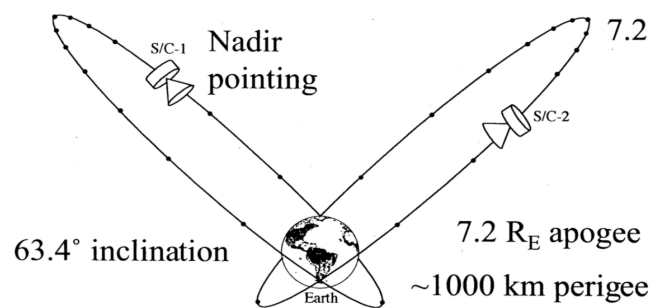 S/C-1
Nadir
pointing
7.2
S/C-2
63.4° inclination
7.2 R_E apogee
~1000 km perigee
Earth